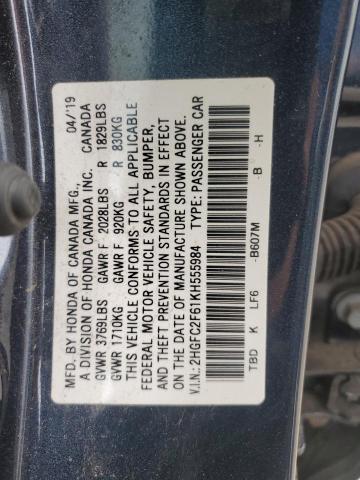 MFD. BY HONDA OF CANADA MFG., 04/'19
A DIVISION OF HONDA CANADA INC. CANADA
GVWR 3769LBS GAWR F 2028LBS R 1829LBS
GVWR 1710KG GAWR F 920KG R 830KG
THIS VEHICLE CONFORMS TO ALL APPLICABLE
FEDERAL MOTOR VEHICLE SAFETY, BUMPER,
AND THEFT PREVENTION STANDARDS IN EFFECT
ON THE DATE OF MANUFACTURE SHOWN ABOVE.
V.I.N.: 2HGFC2F61KH555984 TYPE: PASSENGER CAR
TBD K LF6 -B607M -B -H